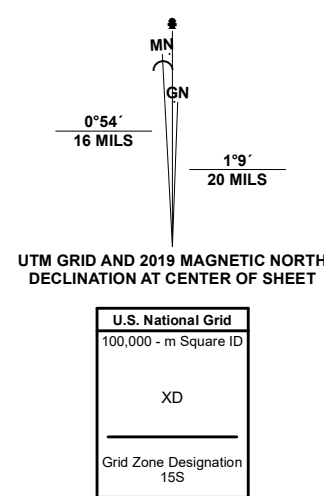 MN
GN
0°54´
16 MILS
1°9´
20 MILS
UTM GRID AND 2019 MAGNETIC NORTH
DECLINATION AT CENTER OF SHEET
U.S. National Grid
100,000 - m Square ID
XD
Grid Zone Designation
15S